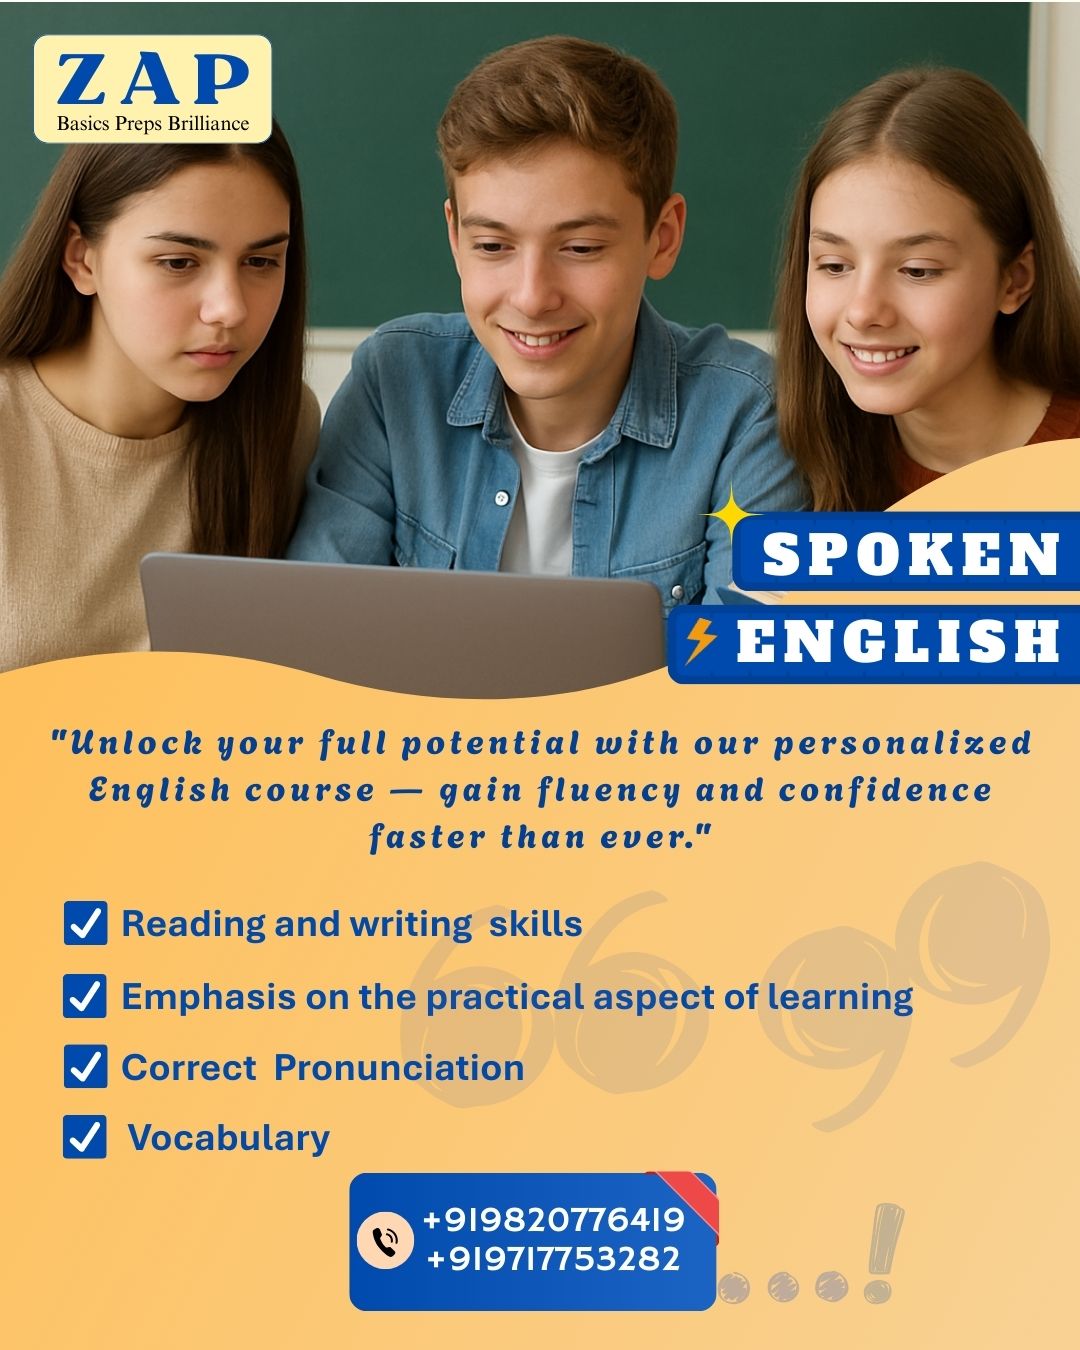 ZAP
Basics Preps Brilliance
SPOKEN
ENGLISH
"Unlock your full potential with our personalized
English course — gain fluency and confidence
faster than ever."
Reading and writing skills
Emphasis on the practical aspect of learning
Correct Pronunciation
Vocabulary
+919820776419
+919717753282